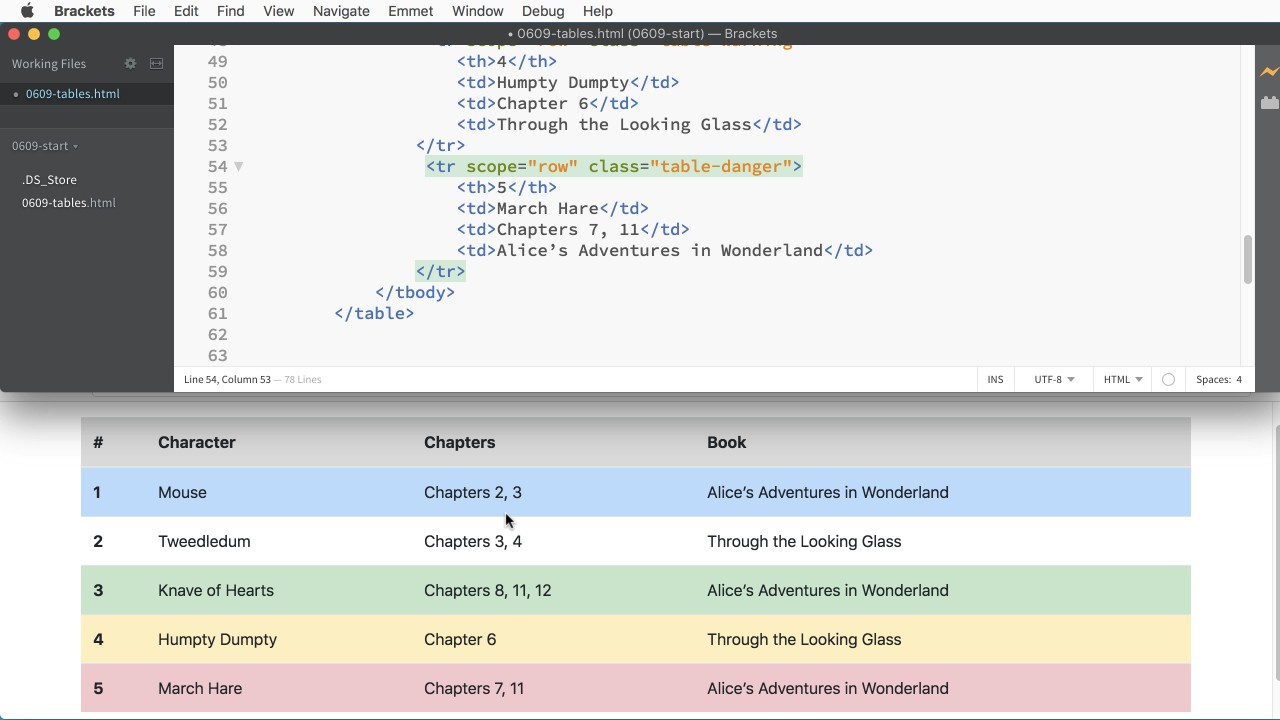 Brackets File Edit Find View Navigate Emmet Window Debug Help
• 0609-tables.html (0609-start) — Brackets
Working Files
• 0609-tables.html
0609-start
.DS_Store
0609-tables.html
49 <th>4</th>
50 <td>Humpty Dumpty</td>
51 <td>Chapter 6</td>
52 <td>Through the Looking Glass</td>
53 </tr>
54 <tr scope="row" class="table-danger">
55 <th>5</th>
56 <td>March Hare</td>
57 <td>Chapters 7, 11</td>
58 <td>Alice’s Adventures in Wonderland</td>
59 </tr>
60 </tbody>
61 </table>
62
63
Line 54, Column 53 — 78 Lines INS UTF-8 HTML Spaces: 4
# Character Chapters Book
1 Mouse Chapters 2, 3 Alice’s Adventures in Wonderland
2 Tweedledum Chapters 3, 4 Through the Looking Glass
3 Knave of Hearts Chapters 8, 11, 12 Alice’s Adventures in Wonderland
4 Humpty Dumpty Chapter 6 Through the Looking Glass
5 March Hare Chapters 7, 11 Alice’s Adventures in Wonderland